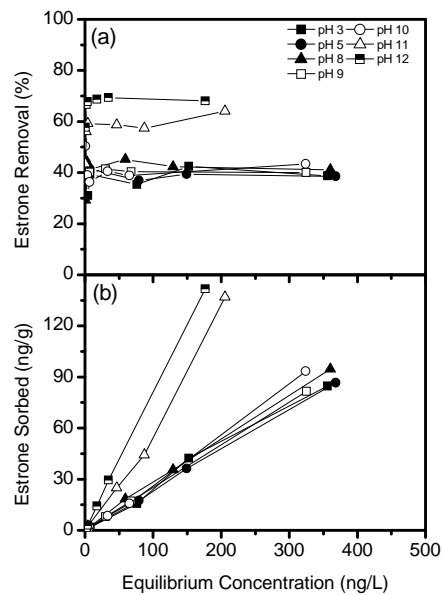 100
(a)
pH 3
pH 10
pH 5
pH 11
pH 8
pH 12
pH 9
80
60
40
20
0
Estrone Removal (%)
(b)
120
90
60
30
0
Estrone Sorbed (ng/g)
0 100 200 300 400 500
Equilibrium Concentration (ng/L)